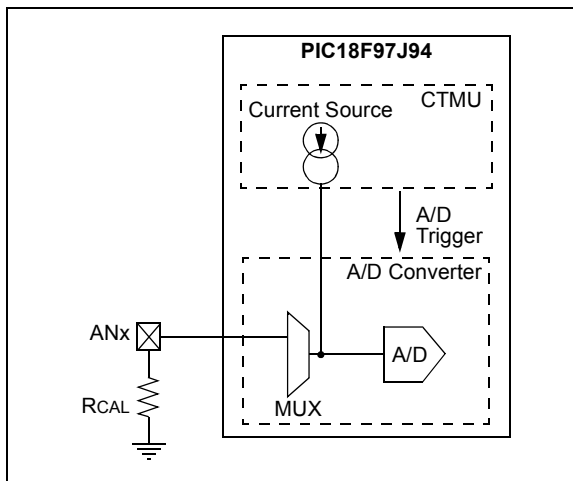 PIC18F97J94
CTMU
Current Source
A/D
Trigger
A/D Converter
ANx
A/D
RCAL
MUX